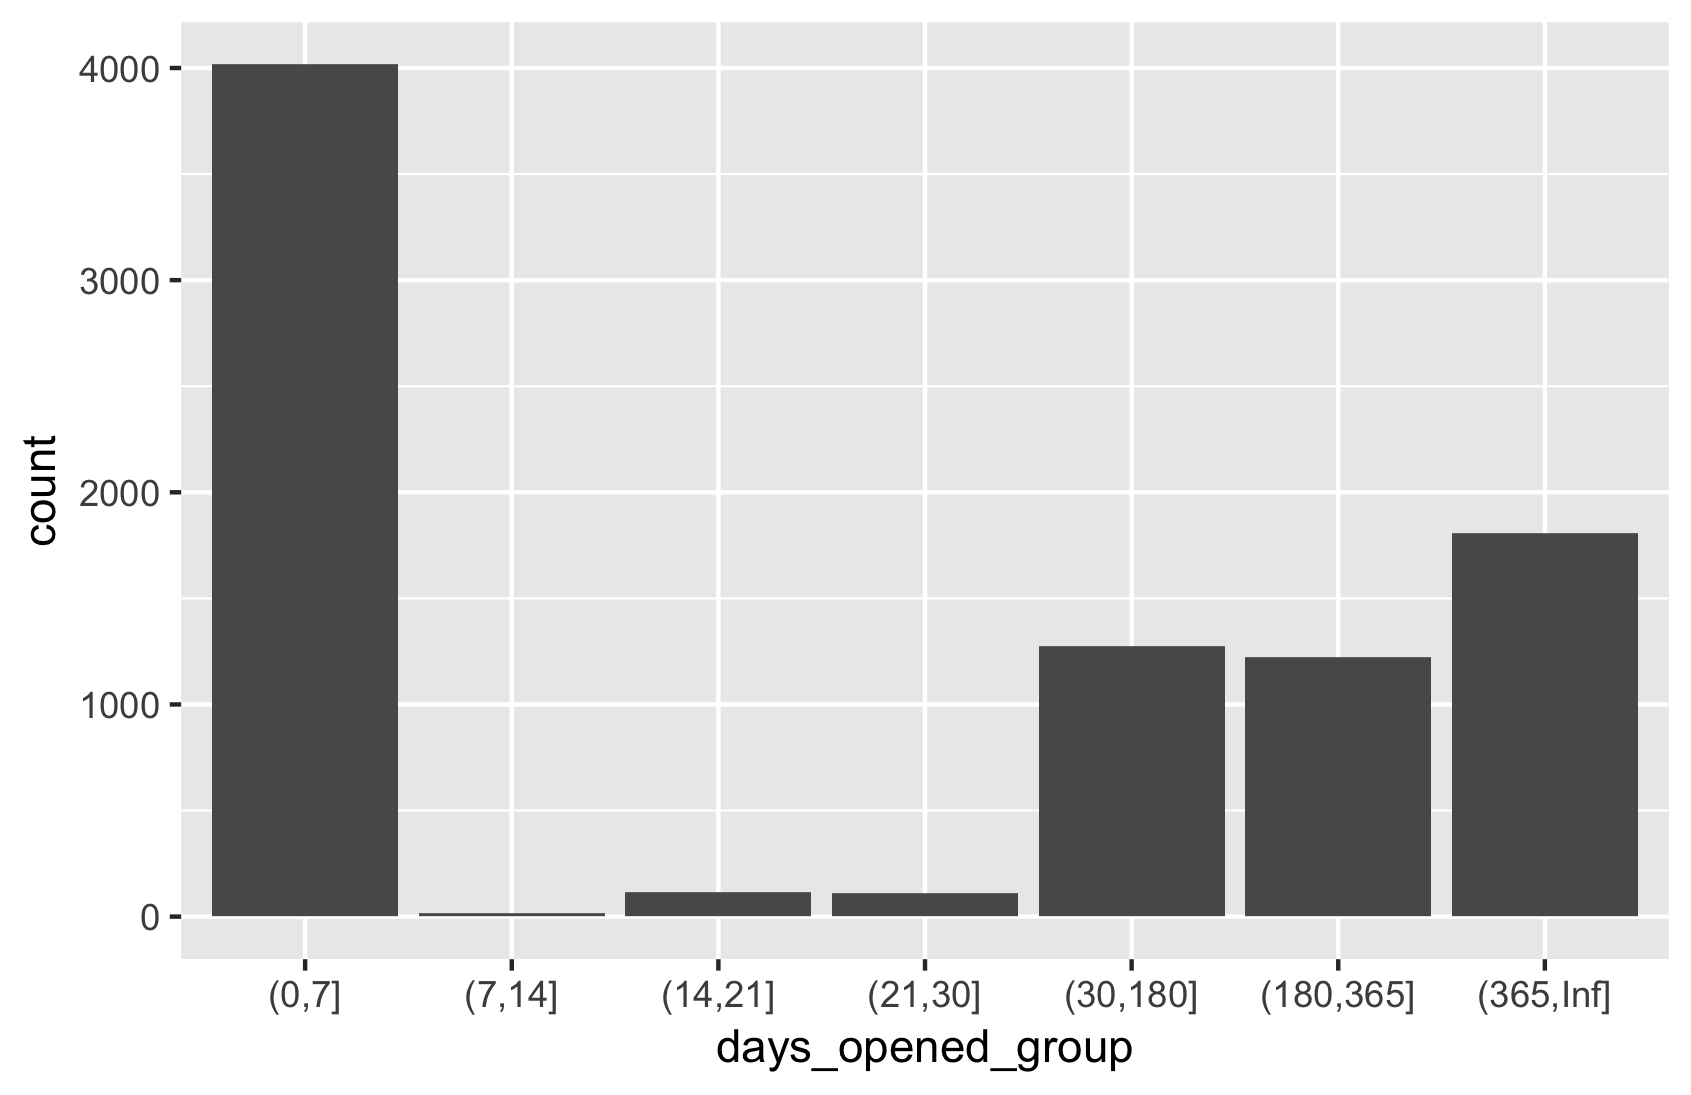 4000
3000
2000
1000
0
count
(0,7] (7,14] (14,21] (21,30] (30,180] (180,365] (365,Inf]
days_opened_group